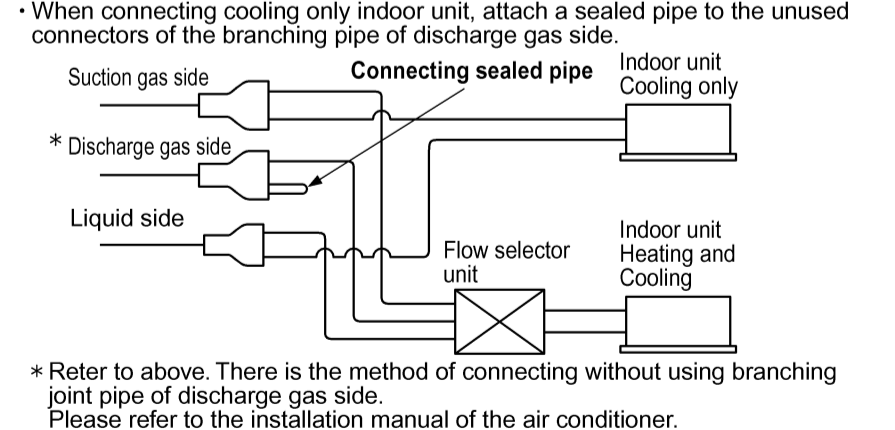 ・When connecting cooling only indoor unit, attach a sealed pipe to the unused
connectors of the branching pipe of discharge gas side.
Suction gas side
Connecting sealed pipe
Indoor unit
Cooling only
* Discharge gas side
Liquid side
Flow selector
unit
Indoor unit
Heating and
Cooling
* Reter to above. There is the method of connecting without using branching
joint pipe of discharge gas side.
Please refer to the installation manual of the air conditioner.